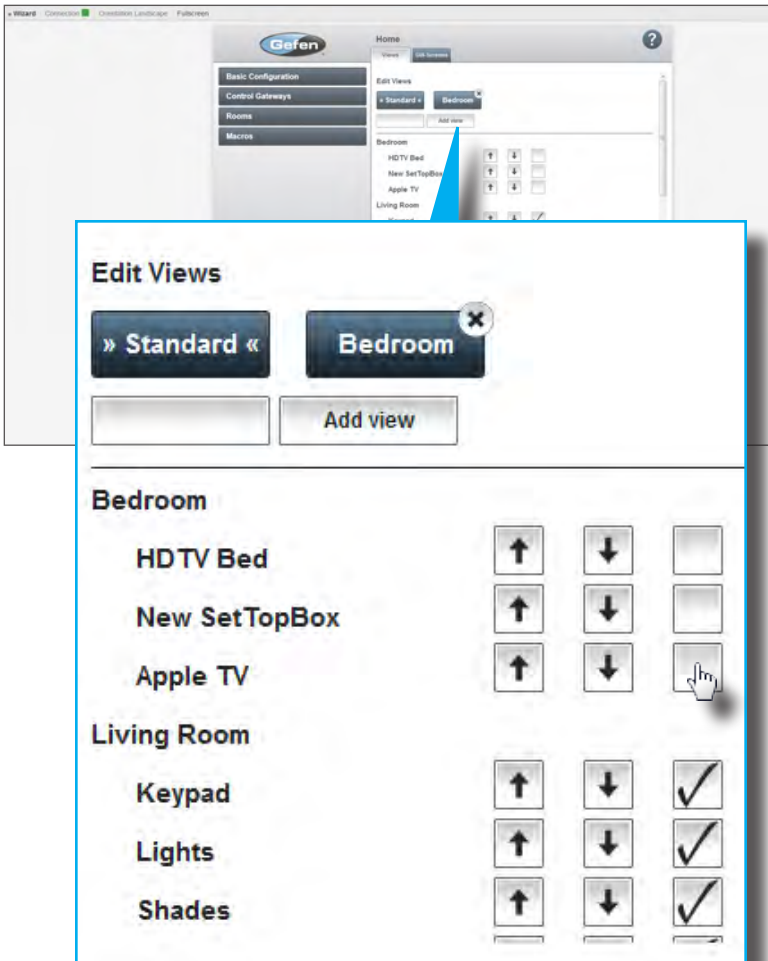 » Wizard Connection Orientation Landscape Fullscreen
Gefen
Home
?
Views Edit Screens
Basic Configuration
Control Gateways
Rooms
Macros
Edit Views
» Standard « Bedroom
Add view
Bedroom
HDTV Bed
New SetTopBox
Apple TV
Living Room
Keypad
Edit Views
» Standard « Bedroom
Add view
Bedroom
HDTV Bed
New SetTopBox
Apple TV
Living Room
Keypad
Lights
Shades